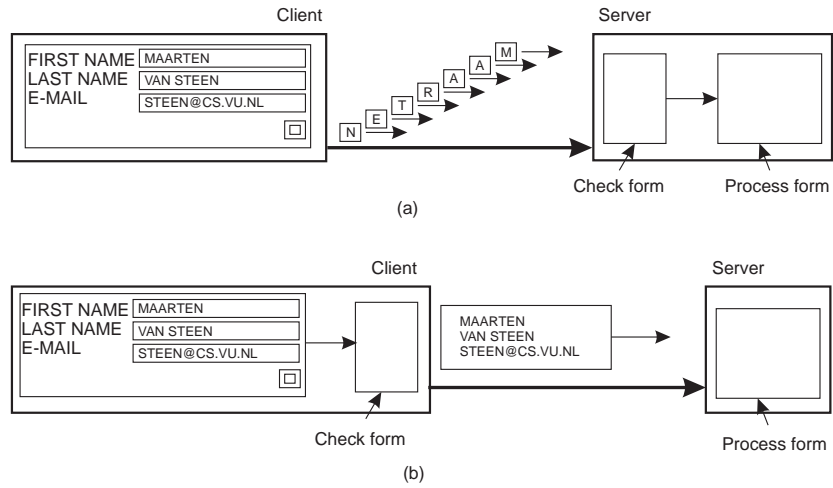 Client
Server
FIRST NAME MAARTEN
LAST NAME VAN STEEN
E-MAIL STEEN@CS.VU.NL
N E T R A A M
Check form
Process form
(a)
Client
Server
FIRST NAME MAARTEN
LAST NAME VAN STEEN
E-MAIL STEEN@CS.VU.NL
MAARTEN
VAN STEEN
STEEN@CS.VU.NL
Check form
Process form
(b)